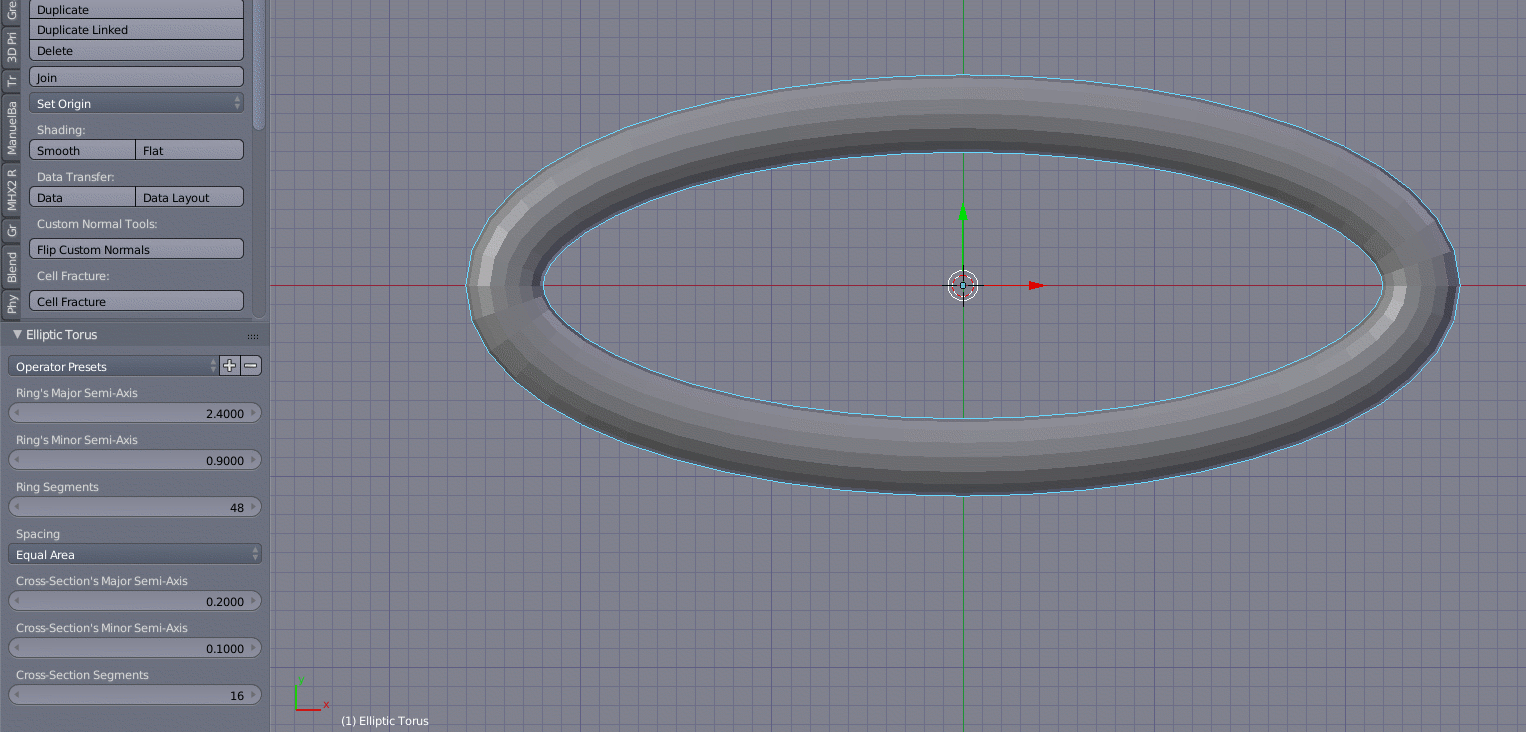 Gre
3D Pri
Tr
ManuelBa
MHX2 R
Gr
Blend
Phy
Duplicate
Duplicate Linked
Delete
Join
Set Origin
Shading:
Smooth Flat
Data Transfer:
Data Data Layout
Custom Normal Tools:
Flip Custom Normals
Cell Fracture:
Cell Fracture
Elliptic Torus
Operator Presets
Ring's Major Semi-Axis
2.4000
Ring's Minor Semi-Axis
0.9000
Ring Segments
48
Spacing
Equal Area
Cross-Section's Major Semi-Axis
0.2000
Cross-Section's Minor Semi-Axis
0.1000
Cross-Section Segments
16
x
(1) Elliptic Torus